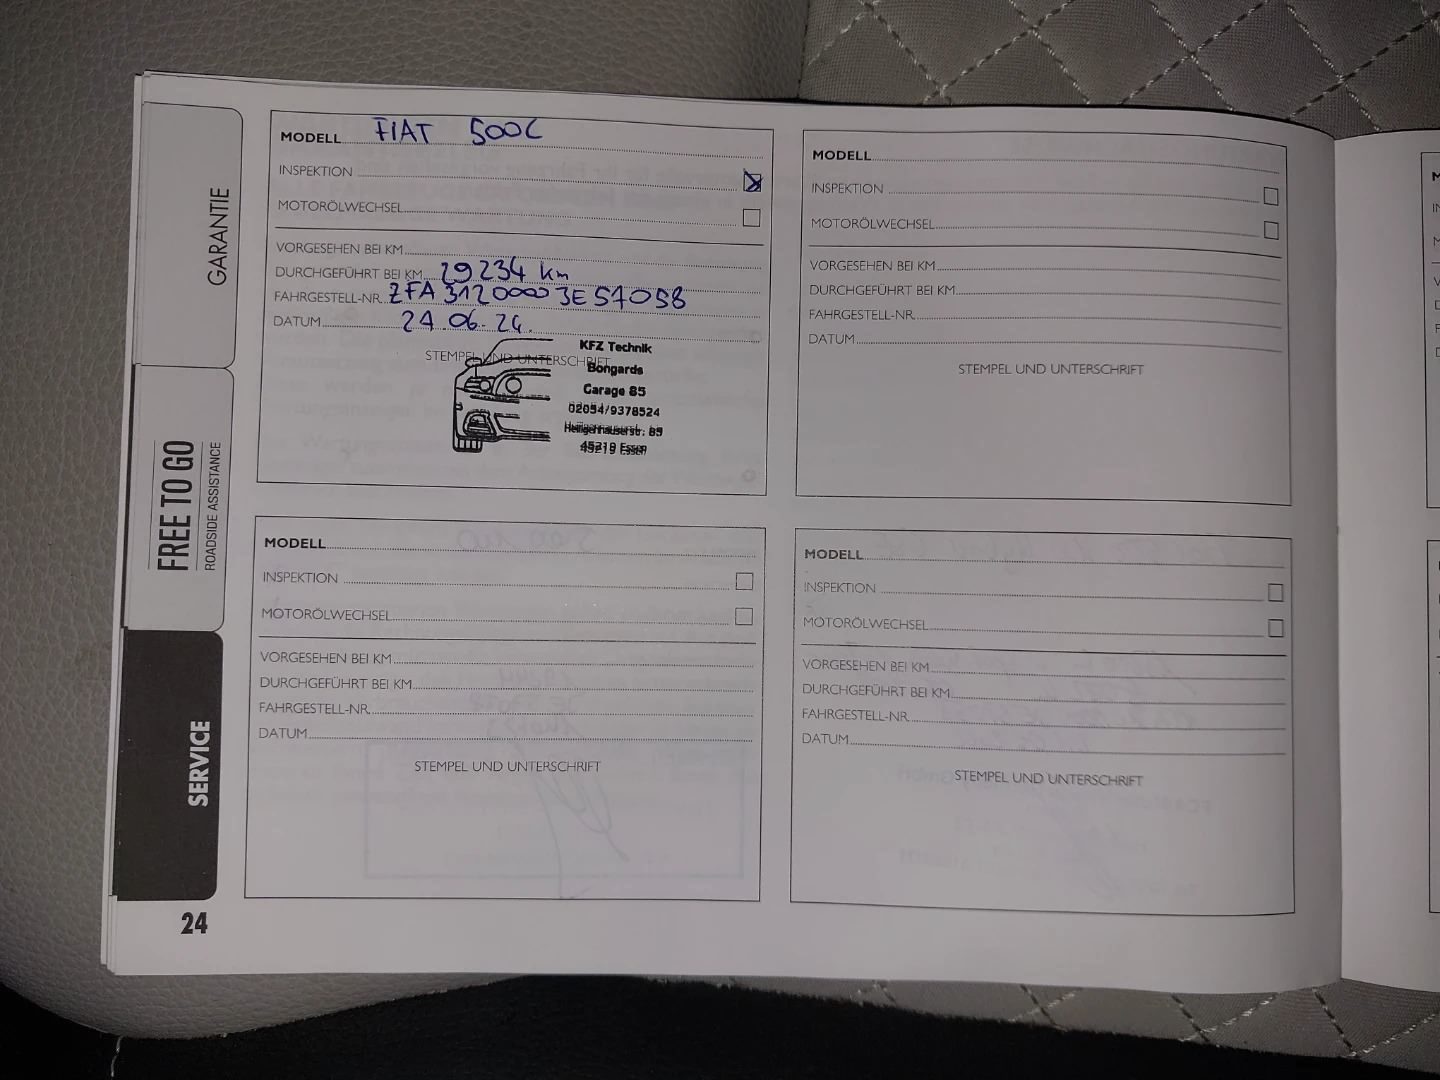 GARANTIE
FREE TO GO
ROADSIDE ASSISTANCE
SERVICE
24
MODELL FIAT 500C
INSPEKTION
MOTORÖLWECHSEL
VORGESEHEN BEI KM
DURCHGEFÜHRT BEI KM 29234 km
FAHRGESTELL-NR. ZFA3120000JE57058
DATUM 24.06.24.
STEMPEL UND UNTERSCHRIFT
KFZ Technik
Bongards
Garage 85
02054/9378524
Heiligenhauserstr. 85
45219 Essen
MODELL
INSPEKTION
MOTORÖLWECHSEL
VORGESEHEN BEI KM
DURCHGEFÜHRT BEI KM
FAHRGESTELL-NR.
DATUM
STEMPEL UND UNTERSCHRIFT
MODELL
INSPEKTION
MOTORÖLWECHSEL
VORGESEHEN BEI KM
DURCHGEFÜHRT BEI KM
FAHRGESTELL-NR.
DATUM
STEMPEL UND UNTERSCHRIFT
MODELL
INSPEKTION
MOTORÖLWECHSEL
VORGESEHEN BEI KM
DURCHGEFÜHRT BEI KM
FAHRGESTELL-NR.
DATUM
STEMPEL UND UNTERSCHRIFT